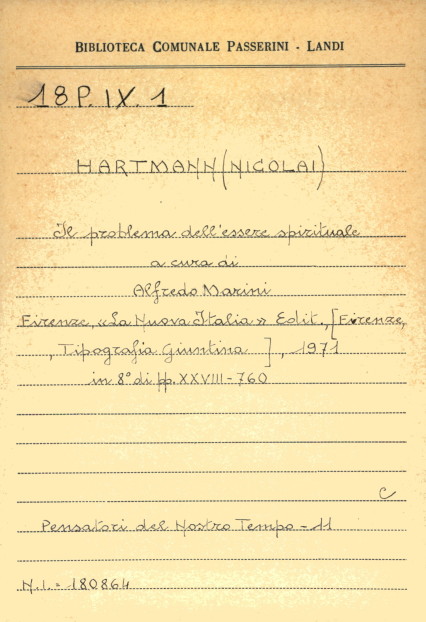 BIBLIOTECA COMUNALE PASSERINI - LANDI
18P.IX.1
HARTMANN (NICOLAI)
Il problema dell'essere spirituale
a cura di
Alfredo Marini
Firenze, «La Nuova Italia» Edit., [Firenze,
, Tipografia Giuntina ], 1971
in 8° di pp. XXVIII-760
C
Pensatori del Nostro Tempo - 11
N.I. = 180864